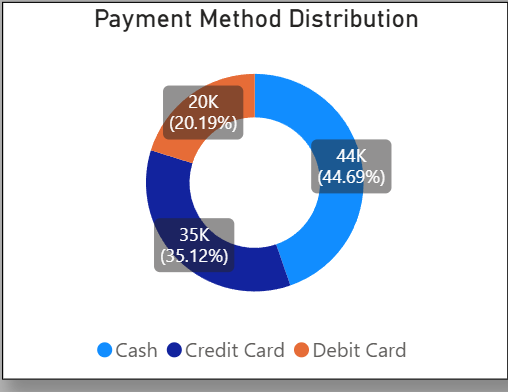 Payment Method Distribution
20K
(20.19%)
44K
(44.69%)
35K
(35.12%)
Cash Credit Card Debit Card